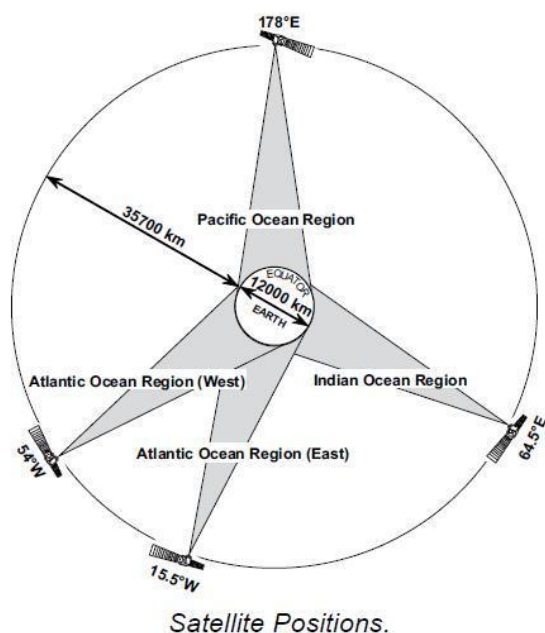 178°E
35700 km
Pacific Ocean Region
EQUATOR
12000 km
EARTH
Atlantic Ocean Region (West)
Indian Ocean Region
54°W
Atlantic Ocean Region (East)
64.5°E
15.5°W
Satellite Positions.